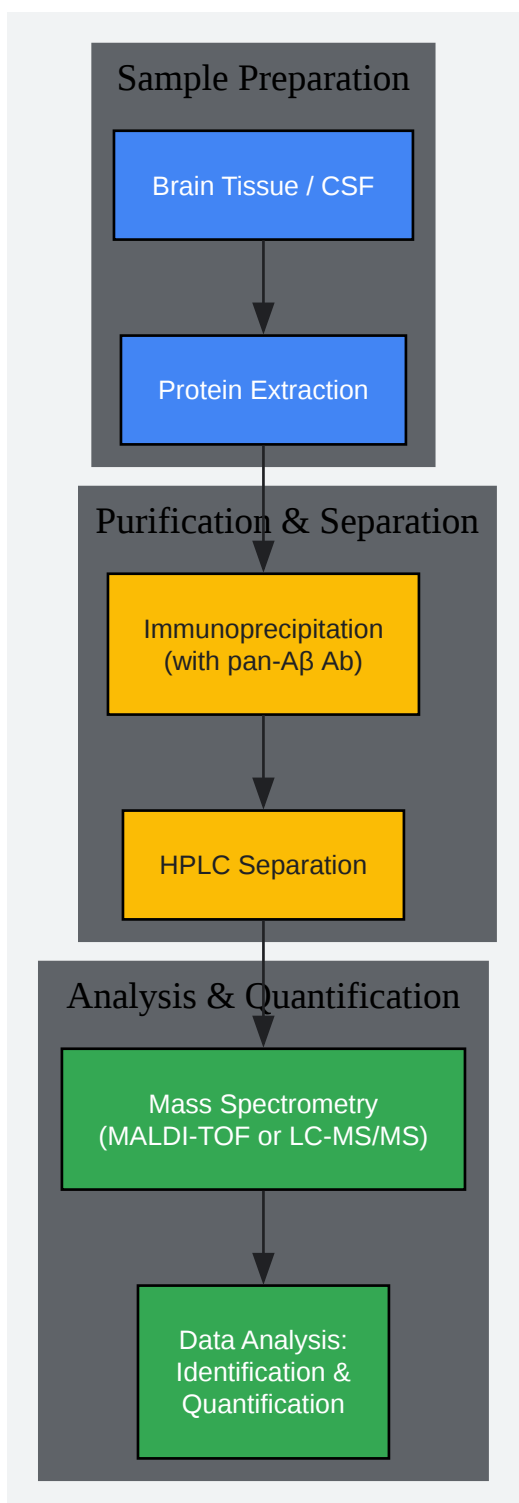 Sample Preparation
Brain Tissue / CSF
Protein Extraction
Purification & Separation
Immunoprecipitation
(with pan-Aβ Ab)
HPLC Separation
Analysis & Quantification
Mass Spectrometry
(MALDI-TOF or LC-MS/MS)
Data Analysis:
Identification &
Quantification